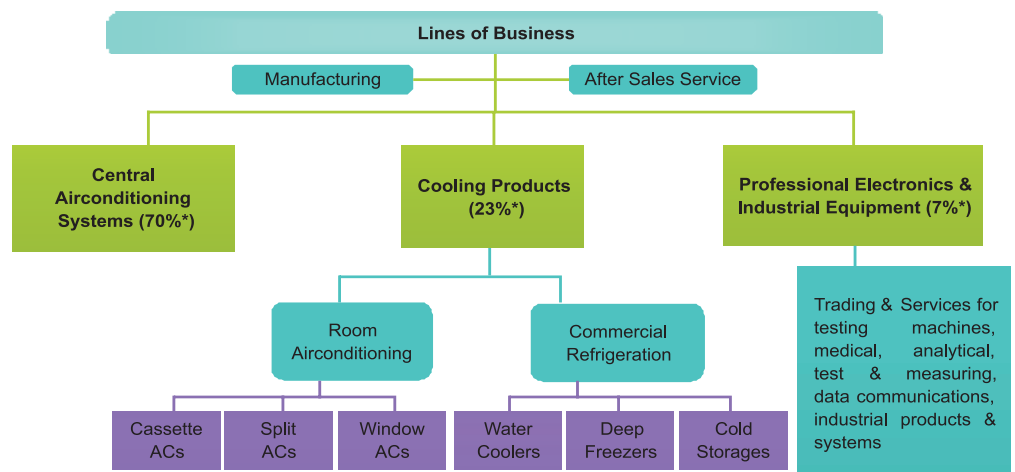 Lines of Business
Manufacturing
After Sales Service
Central
Airconditioning
Systems (70%*)
Cooling Products
(23%*)
Professional Electronics &
Industrial Equipment (7%*)
Room
Airconditioning
Commercial
Refrigeration
Trading & Services for
testing machines,
medical, analytical,
test & measuring,
data communications,
industrial products &
systems
Cassette
ACs
Split
ACs
Window
ACs
Water
Coolers
Deep
Freezers
Cold
Storages